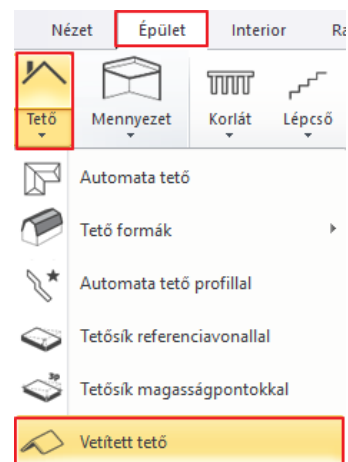 Nézet Épület Interior Ra
Tető Mennyezet Korlát Lépcső
Automata tető
Tető formák
Automata tető profillal
Tetősík referenciavonallal
3p
Tetősík magasságpontokkal
Vetített tető